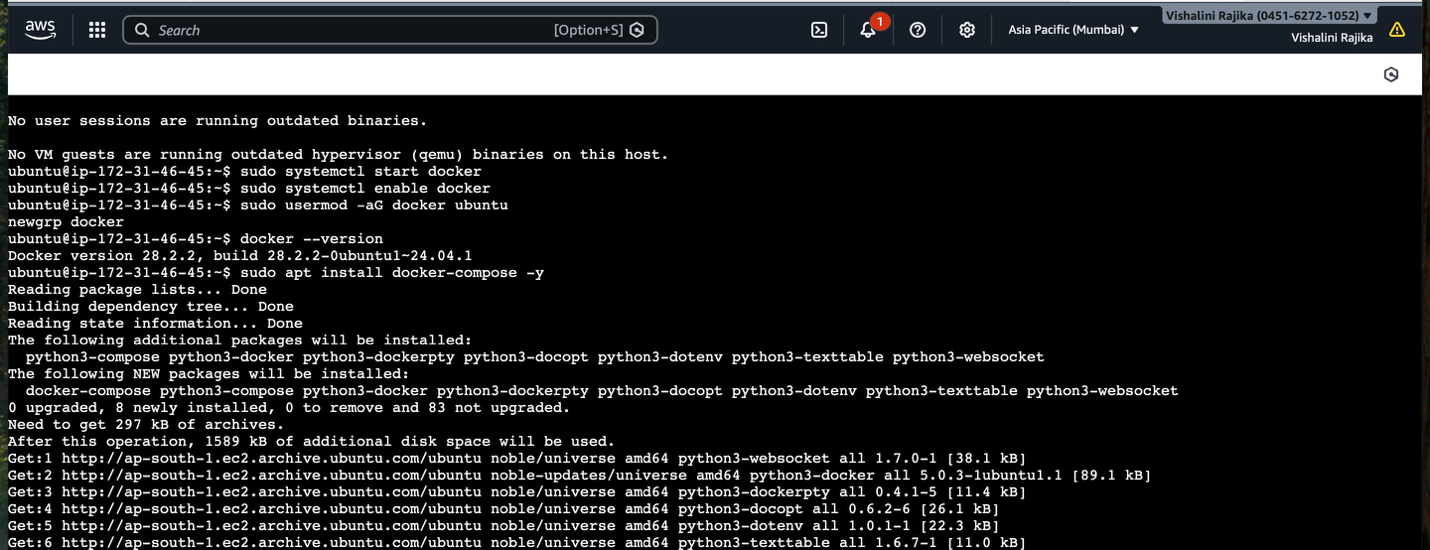 aws
Search
[Option+S]
1
Asia Pacific (Mumbai) ▼
Vishalini Rajika (0451-6272-1052) ▼
Vishalini Rajika
No user sessions are running outdated binaries.
No VM guests are running outdated hypervisor (qemu) binaries on this host.
ubuntu@ip-172-31-46-45:~$ sudo systemctl start docker
ubuntu@ip-172-31-46-45:~$ sudo systemctl enable docker
ubuntu@ip-172-31-46-45:~$ sudo usermod -aG docker ubuntu
newgrp docker
ubuntu@ip-172-31-46-45:~$ docker --version
Docker version 28.2.2, build 28.2.2-0ubuntu1~24.04.1
ubuntu@ip-172-31-46-45:~$ sudo apt install docker-compose -y
Reading package lists... Done
Building dependency tree... Done
Reading state information... Done
The following additional packages will be installed:
  python3-compose python3-docker python3-dockerpty python3-docopt python3-dotenv python3-texttable python3-websocket
The following NEW packages will be installed:
  docker-compose python3-compose python3-docker python3-dockerpty python3-docopt python3-dotenv python3-texttable python3-websocket
0 upgraded, 8 newly installed, 0 to remove and 83 not upgraded.
Need to get 297 kB of archives.
After this operation, 1589 kB of additional disk space will be used.
Get:1 http://ap-south-1.ec2.archive.ubuntu.com/ubuntu noble/universe amd64 python3-websocket all 1.7.0-1 [38.1 kB]
Get:2 http://ap-south-1.ec2.archive.ubuntu.com/ubuntu noble-updates/universe amd64 python3-docker all 5.0.3-1ubuntu1.1 [89.1 kB]
Get:3 http://ap-south-1.ec2.archive.ubuntu.com/ubuntu noble/universe amd64 python3-dockerpty all 0.4.1-5 [11.4 kB]
Get:4 http://ap-south-1.ec2.archive.ubuntu.com/ubuntu noble/universe amd64 python3-docopt all 0.6.2-6 [26.1 kB]
Get:5 http://ap-south-1.ec2.archive.ubuntu.com/ubuntu noble/universe amd64 python3-dotenv all 1.0.1-1 [22.3 kB]
Get:6 http://ap-south-1.ec2.archive.ubuntu.com/ubuntu noble/universe amd64 python3-texttable all 1.6.7-1 [11.0 kB]